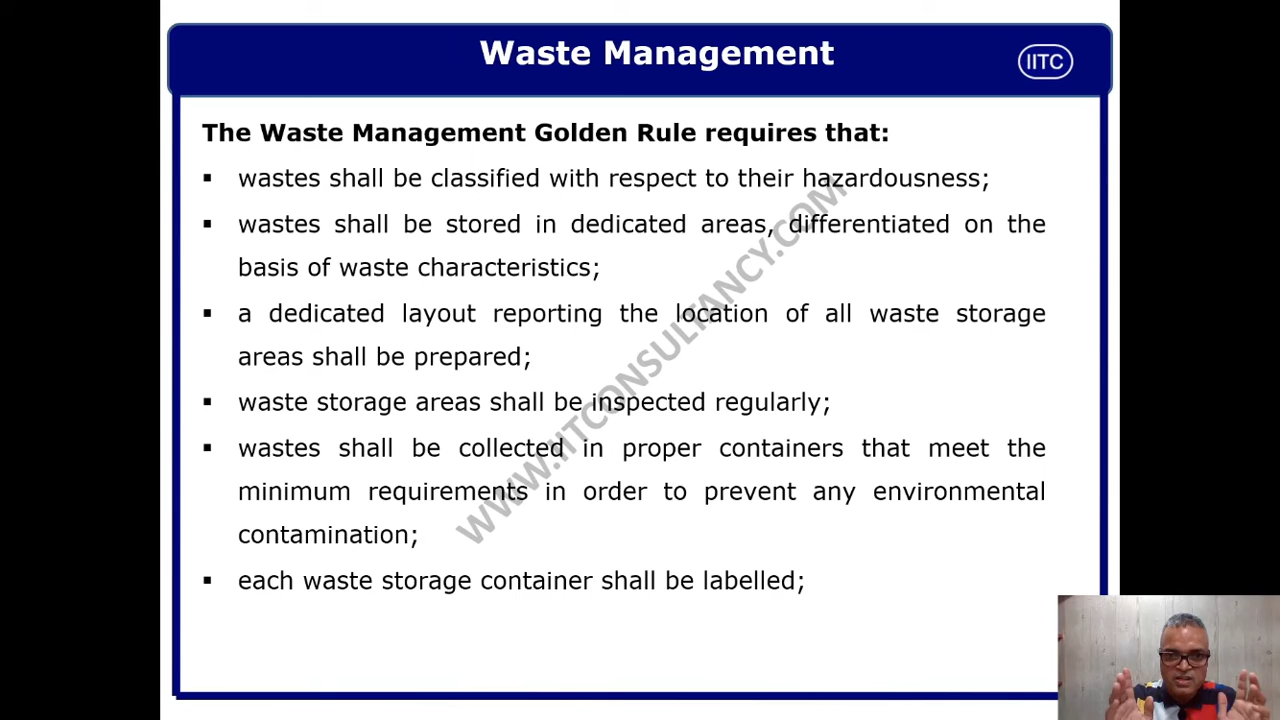 Waste Management
IITC
The Waste Management Golden Rule requires that:
▪ wastes shall be classified with respect to their hazardousness;
▪ wastes shall be stored in dedicated areas, differentiated on the
basis of waste characteristics;
▪ a dedicated layout reporting the location of all waste storage
areas shall be prepared;
▪ waste storage areas shall be inspected regularly;
▪ wastes shall be collected in proper containers that meet the
minimum requirements in order to prevent any environmental
contamination;
▪ each waste storage container shall be labelled;
WWW.IITCONSULTANCY.COM